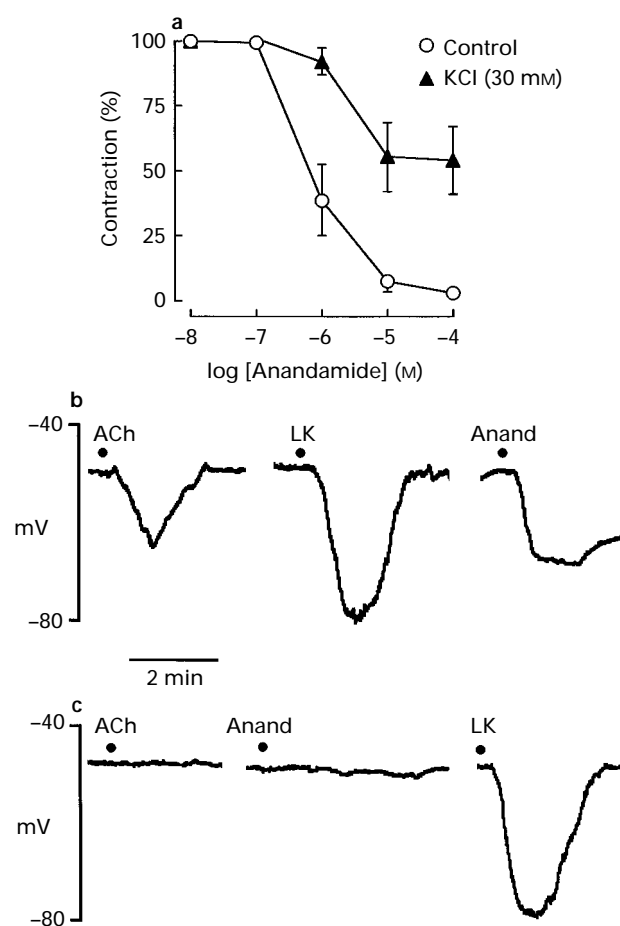 a
Contraction (%)
100
75
50
25
0
Control
KCl (30 mM)
−8 −7 −6 −5 −4
log [Anandamide] (M)
b
−40
mV
−80
ACh LK Anand
2 min
c
−40
mV
−80
ACh Anand LK